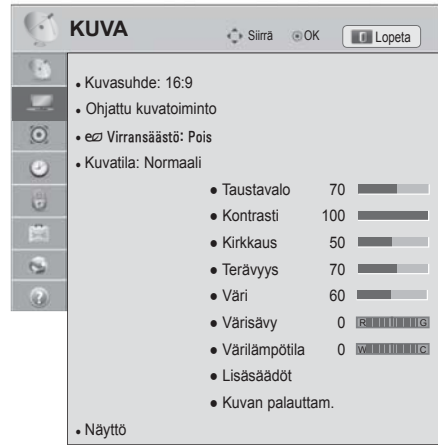 KUVA
Siirrä OK Lopeta
• Kuvasuhde: 16:9
• Ohjattu kuvatoiminto
• e Virransäästö: Pois
• Kuvatila: Normaali
• Taustavalo 70
• Kontrasti 100
• Kirkkaus 50
• Terävyys 70
• Väri 60
• Värisävy 0 R G
• Värilämpötila 0 W C
• Lisäsäädöt
• Kuvan palauttam.
• Näyttö